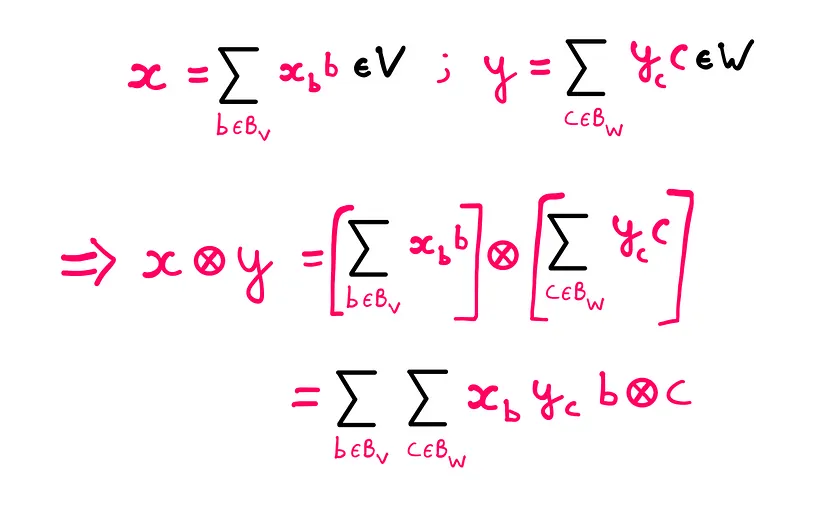 x = ∑_{b∈B_V} x_b b ∈ V ; y = ∑_{c∈B_W} y_c c ∈ W
⇒ x ⊗ y = [∑_{b∈B_V} x_b b] ⊗ [∑_{c∈B_W} y_c c]
= ∑_{b∈B_V} ∑_{c∈B_W} x_b y_c b ⊗ c